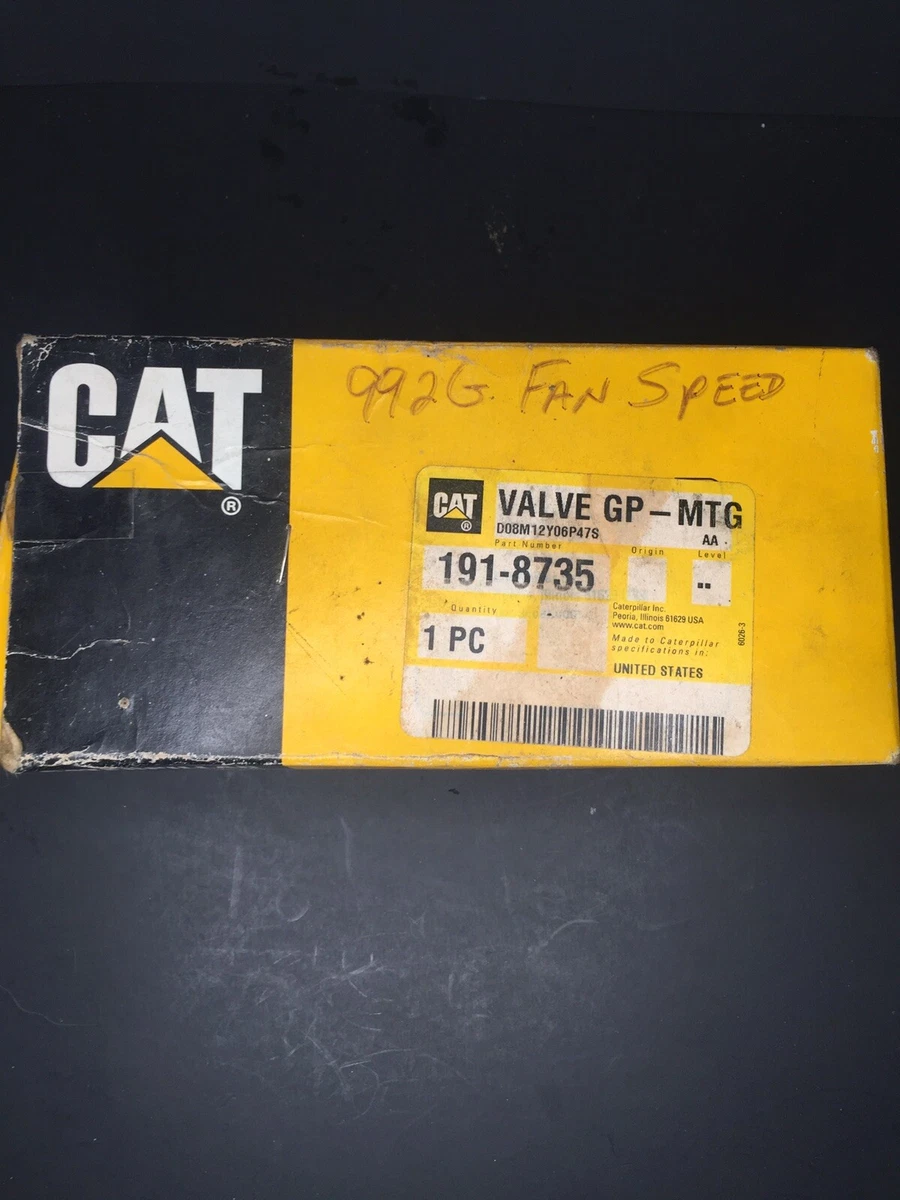 CAT
®
992G FAN SPEED
CAT
®
VALVE GP-MTG
D08M12Y06P47S AA
Part Number Origin Level
191-8735 --
Quantity
1 PC
Caterpillar Inc.
Peoria, Illinois 61629 USA
www.cat.com
Made to Caterpillar
specifications in:
UNITED STATES
6026-3